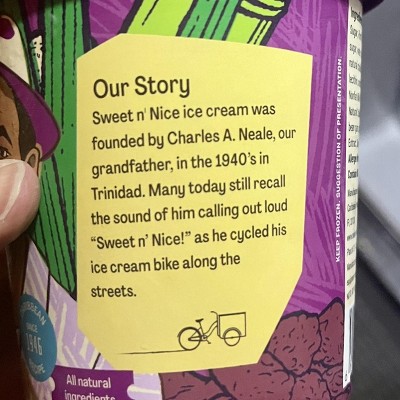 Our Story
Sweet n' Nice ice cream was
founded by Charles A. Neale, our
grandfather, in the 1940's in
Trinidad. Many today still recall
the sound of him calling out loud
“Sweet n' Nice!” as he cycled his
ice cream bike along the
streets.
SINCE
1946
All natural
ingredients
KEEP FROZEN. SUGGESTION OF PRESENTATION.